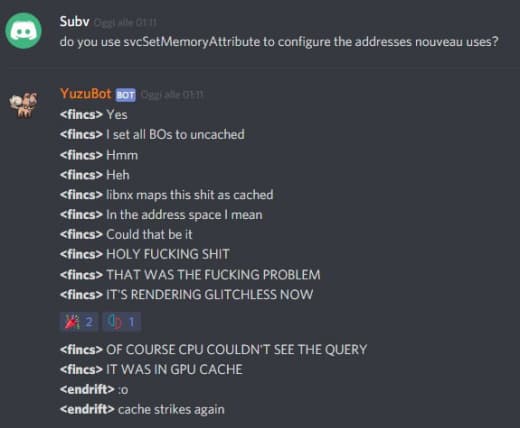 Subv Oggi alle 01:11
do you use svcSetMemoryAttribute to configure the addresses nouveau uses?
YuzuBot BOT Oggi alle 01:11
<fincs> Yes
<fincs> I set all BOs to uncached
<fincs> Hmm
<fincs> Heh
<fincs> libnx maps this shit as cached
<fincs> In the address space I mean
<fincs> Could that be it
<fincs> HOLY FUCKING SHIT
<fincs> THAT WAS THE FUCKING PROBLEM
<fincs> IT'S RENDERING GLITCHLESS NOW
2 1
<fincs> OF COURSE CPU COULDN'T SEE THE QUERY
<fincs> IT WAS IN GPU CACHE
<endrift> :o
<endrift> cache strikes again